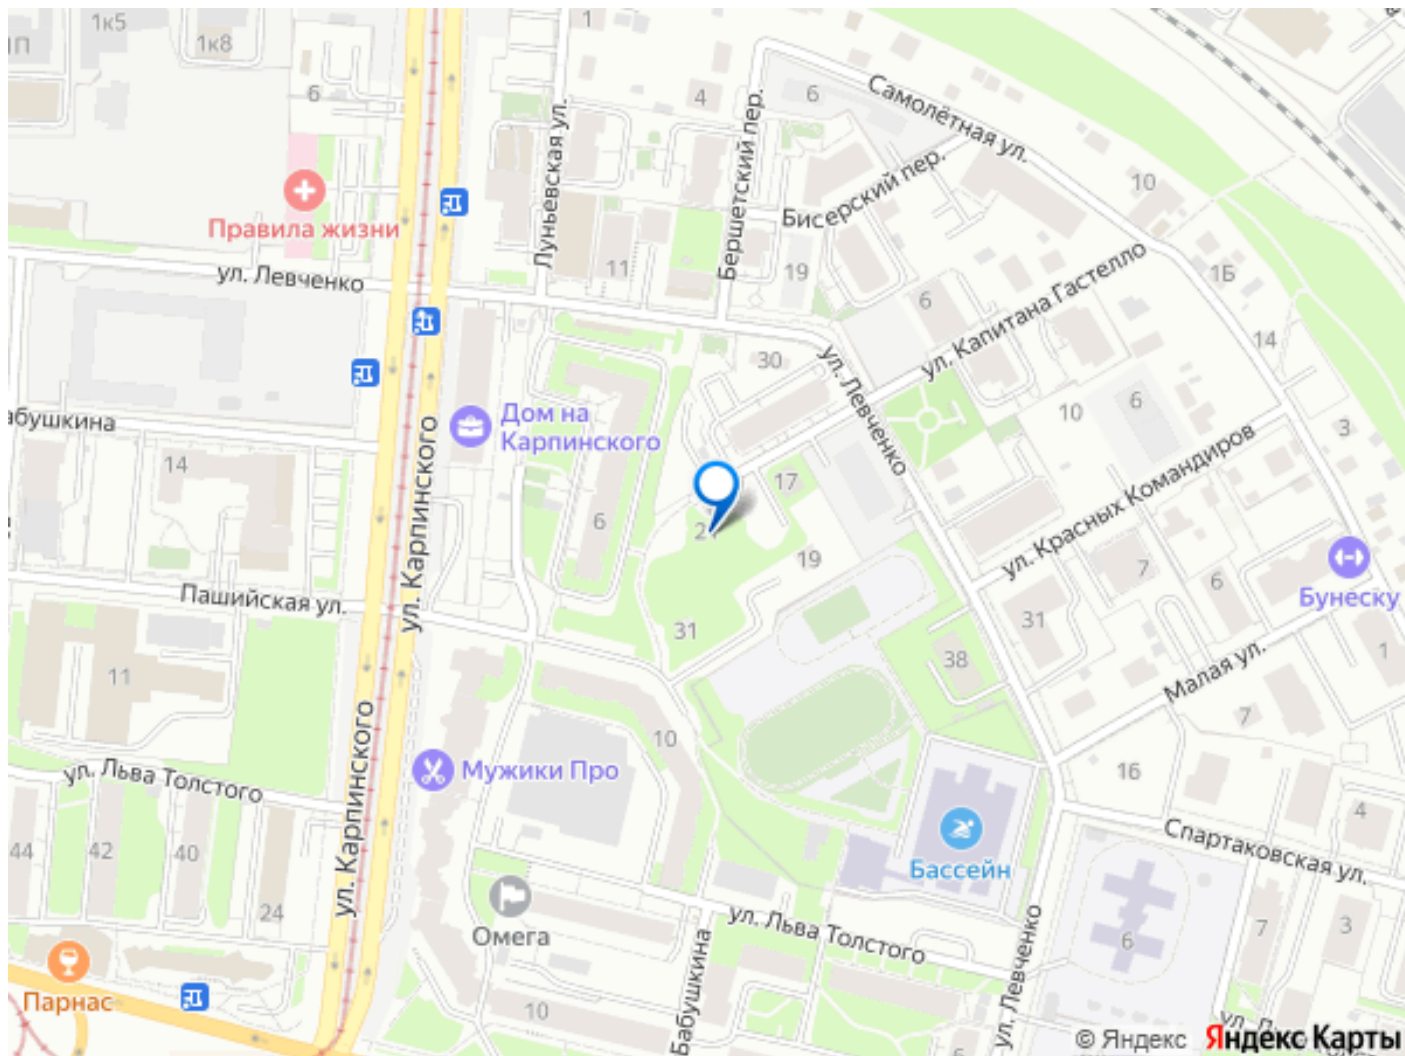 1к5
1к8
1
6
4
6
Самолётная ул.
Луньевская ул.
Бершетский пер.
Бисерский пер.
10
Правила жизни
ул. Левченко
11
19
6
1Б
ул. Капитана Гастелло
14
30
ул. Левченко
Дом на
Карпинского
10
6
3
14
ул. Карпинского
17
6
ул. Красных Командиров
19
7
6
Бунеску
Пашийская ул.
31
31
38
1
11
Малая ул.
7
10
ул. Карпинского
Мужики Про
16
ул. Льва Толстого
4
Спартаковская ул.
44
42
40
Бассейн
24
Омега
ул. Льва Толстого
7
3
6
ул. Левченко
Бабушкина
Парнас
10
6
© Яндекс
Яндекс Карты